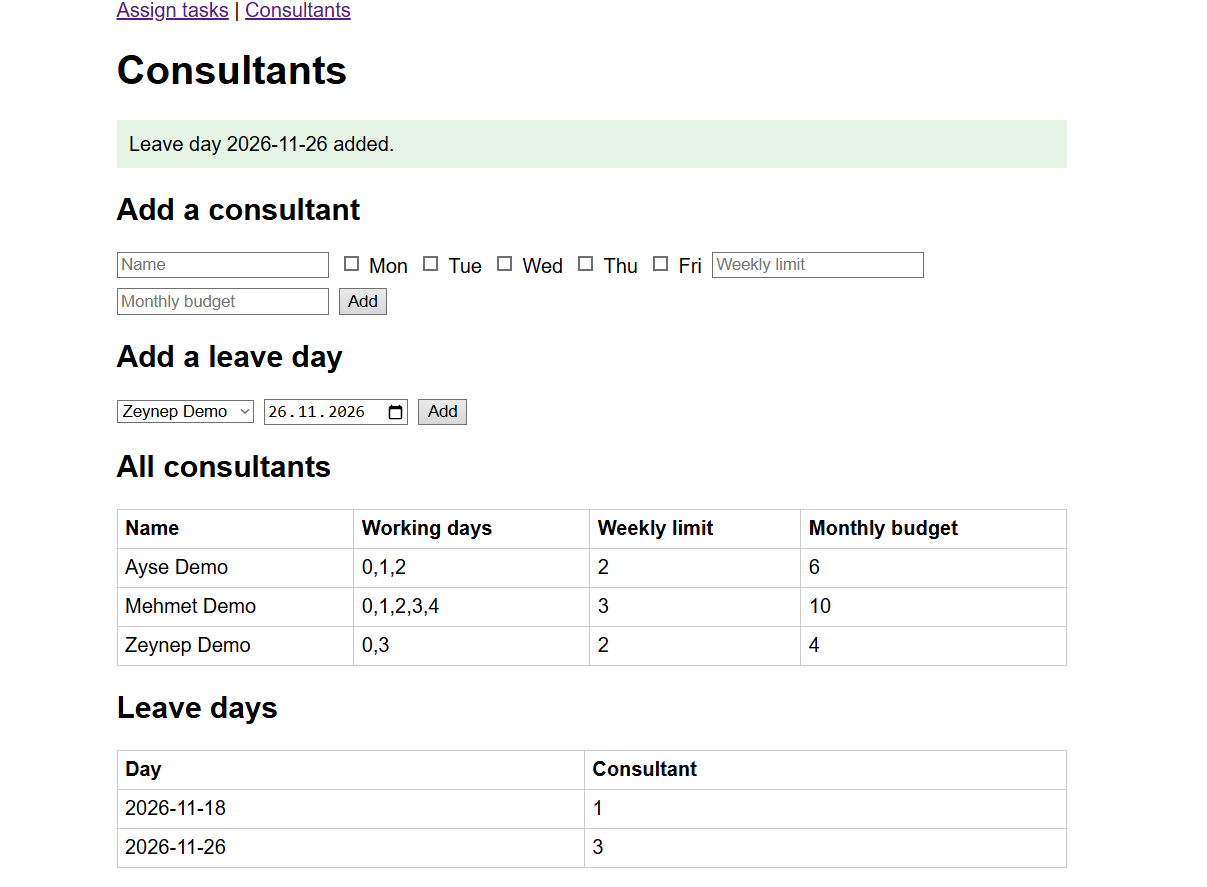 Assign tasks | Consultants
Consultants
Leave day 2026-11-26 added.
Add a consultant
Name Mon Tue Wed Thu Fri Weekly limit
Monthly budget Add
Add a leave day
Zeynep Demo 26.11.2026 Add
All consultants
Name Working days Weekly limit Monthly budget
Ayse Demo 0,1,2 2 6
Mehmet Demo 0,1,2,3,4 3 10
Zeynep Demo 0,3 2 4
Leave days
Day Consultant
2026-11-18 1
2026-11-26 3